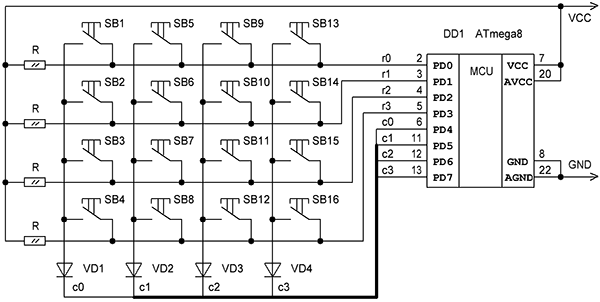 VCC
SB1 SB5 SB9 SB13
DD1 ATmega8
R
r0 2 PD0 MCU VCC 7
SB2 SB6 SB10 SB14
r1 3 PD1 AVCC 20
r2 4 PD2
R
r3 5 PD3
c0 6 PD4
SB3 SB7 SB11 SB15
c1 11 PD5
c2 12 PD6 GND 8
GND
c3 13 PD7 AGND 22
R
SB4 SB8 SB12 SB16
R
VD1 VD2 VD3 VD4
c0 c1 c2 c3